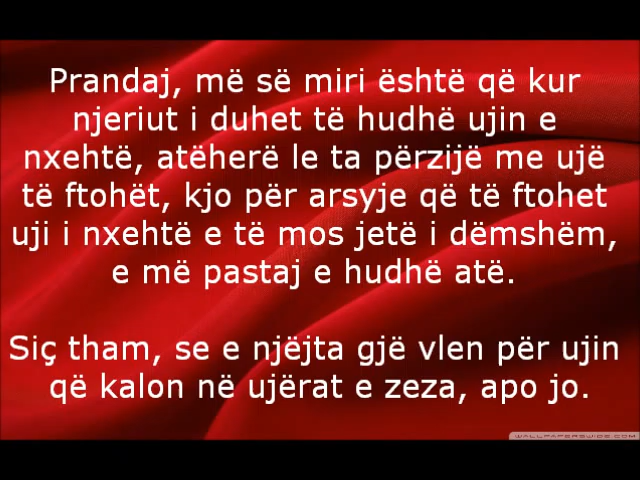 Prandaj, më së miri është që kur
njeriut i duhet të hudhë ujin e
nxehtë, atëherë le ta përzijë me ujë
të ftohët, kjo për arsyje që të ftohet
uji i nxehtë e të mos jetë i dëmshëm,
e më pastaj e hudhë atë.
Siç tham, se e njëjta gjë vlen për ujin
që kalon në ujërat e zeza, apo jo.
WALLPAPERSWIDE.COM